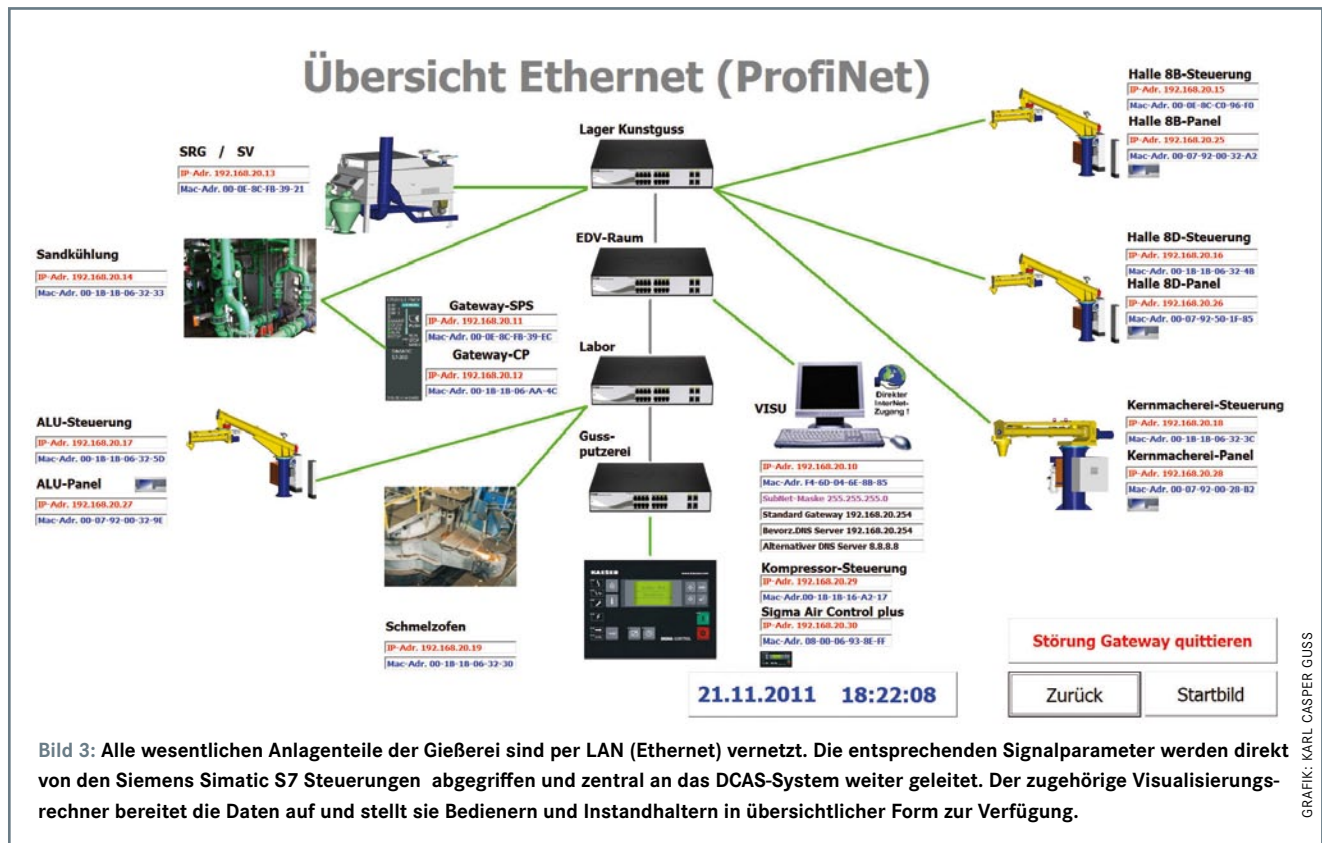 Übersicht Ethernet (ProfiNet)
Lager Kunstguss
SRG / SV
IP-Adr. 192.168.20.13
Mac-Adr. 00-0E-8C-FB-39-21
Sandkühlung
IP-Adr. 192.168.20.14
Mac-Adr. 00-1B-1B-06-32-33
EDV-Raum
Gateway-SPS
IP-Adr. 192.168.20.11
Mac-Adr. 00-0E-8C-FB-39-EC
Gateway-CP
IP-Adr. 192.168.20.12
Mac-Adr. 00-1B-1B-06-AA-4C
Labor
ALU-Steuerung
IP-Adr. 192.168.20.17
Mac-Adr. 00-1B-1B-06-32-5D
ALU-Panel
IP-Adr. 192.168.20.27
Mac-Adr. 00-07-92-00-32-9E
Guss-
putzerei
Schmelzofen
IP-Adr. 192.168.20.19
Mac-Adr. 00-1B-1B-06-32-30
KAESER
VISU
Direkter
InterNet-
Zugang !
IP-Adr. 192.168.20.10
Mac-Adr. F4-6D-04-6E-8B-85
SubNet-Maske 255.255.255.0
Standard Gateway 192.168.20.254
Bevorz.DNS Server 192.168.20.254
Alternativer DNS Server 8.8.8.8
Kompressor-Steuerung
IP-Adr. 192.168.20.29
Mac-Adr.00-1B-1B-16-A2-17
Sigma Air Control plus
IP-Adr. 192.168.20.30
Mac-Adr. 08-00-06-93-8E-FF
Halle 8B-Steuerung
IP-Adr. 192.168.20.15
Mac-Adr. 00-0E-8C-C0-96-F0
Halle 8B-Panel
IP-Adr. 192.168.20.25
Mac-Adr. 00-07-92-00-32-A2
Halle 8D-Steuerung
IP-Adr. 192.168.20.16
Mac-Adr. 00-1B-1B-06-32-4B
Halle 8D-Panel
IP-Adr. 192.168.20.26
Mac-Adr. 00-07-92-50-1F-85
Kernmacherei-Steuerung
IP-Adr. 192.168.20.18
Mac-Adr. 00-1B-1B-06-32-3C
Kernmacherei-Panel
IP-Adr. 192.168.20.28
Mac-Adr. 00-07-92-00-28-B2
21.11.2011 18:22:08
Störung Gateway quittieren
Zurück
Startbild
Bild 3: Alle wesentlichen Anlagenteile der Gießerei sind per LAN (Ethernet) vernetzt. Die entsprechenden Signalparameter werden direkt
von den Siemens Simatic S7 Steuerungen abgegriffen und zentral an das DCAS-System weiter geleitet. Der zugehörige Visualisierungs-
rechner bereitet die Daten auf und stellt sie Bedienern und Instandhaltern in übersichtlicher Form zur Verfügung.
GRAFIK: KARL CASPER GUSS